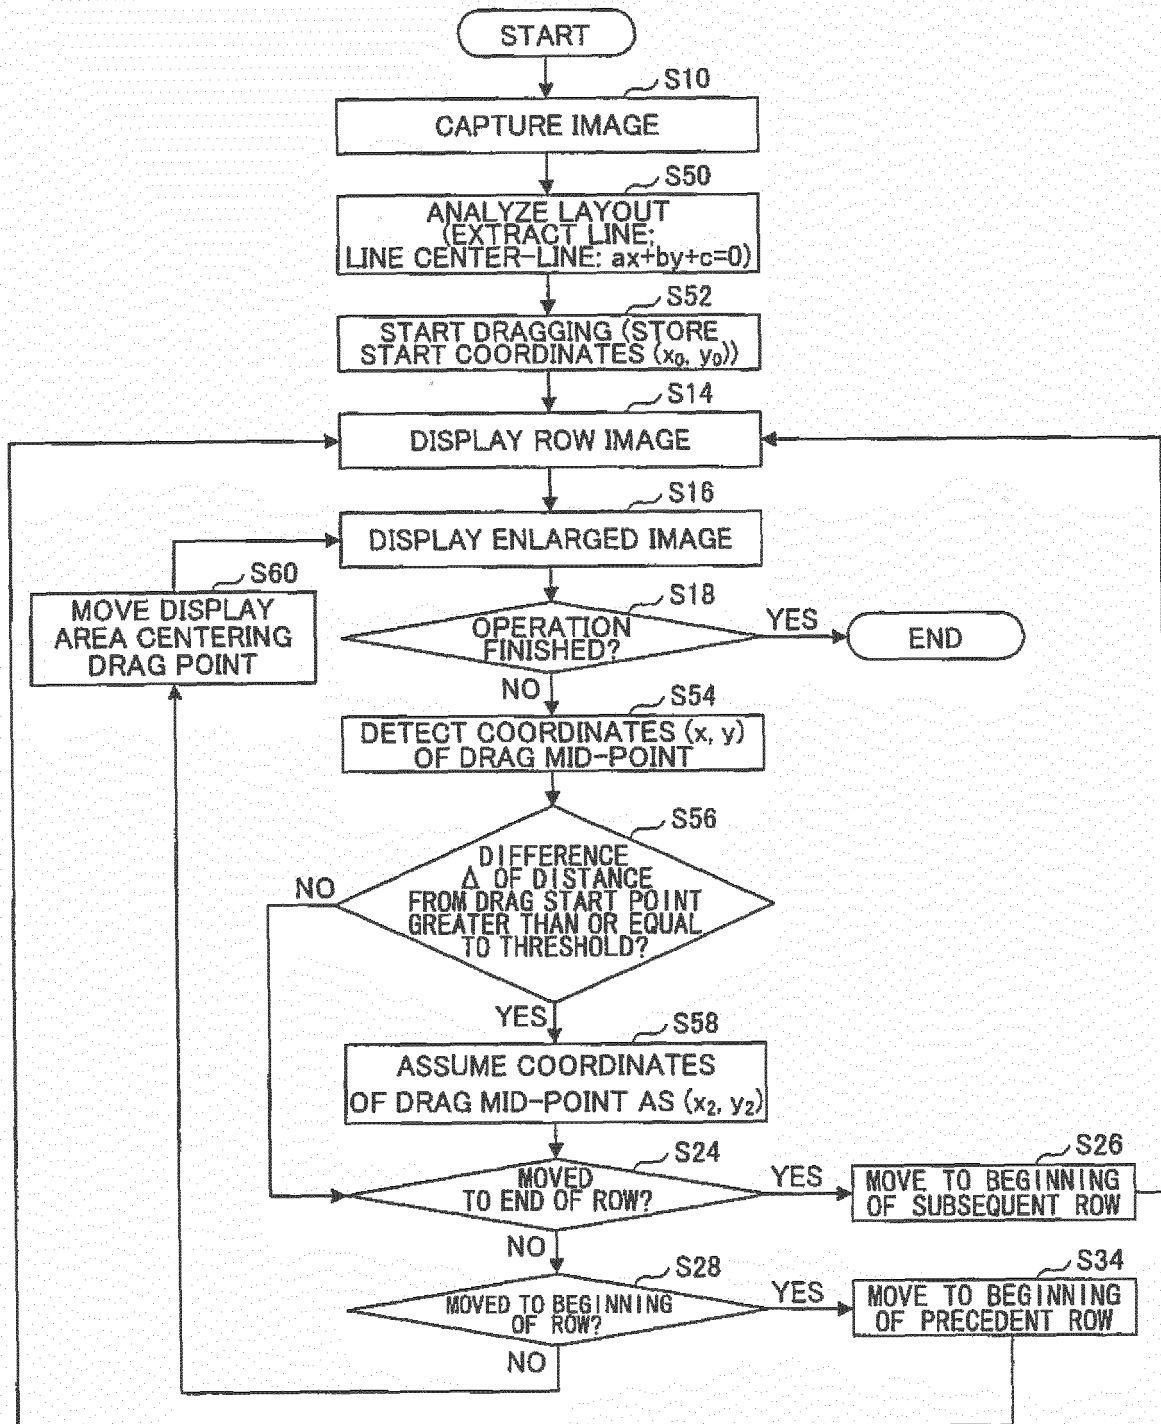 START
S10
CAPTURE IMAGE
S50
ANALYZE LAYOUT
(EXTRACT LINE;
LINE CENTER-LINE: ax+by+c=0)
S52
START DRAGGING (STORE
START COORDINATES (x₀, y₀))
S14
DISPLAY ROW IMAGE
S16
DISPLAY ENLARGED IMAGE
S60
MOVE DISPLAY
AREA CENTERING
DRAG POINT
S18
OPERATION
FINISHED?
YES
END
NO
S54
DETECT COORDINATES (x, y)
OF DRAG MID-POINT
S56
DIFFERENCE
Δ OF DISTANCE
FROM DRAG START POINT
GREATER THAN OR EQUAL
TO THRESHOLD?
NO
YES
S58
ASSUME COORDINATES
OF DRAG MID-POINT AS (x₂, y₂)
S24
MOVED
TO END OF ROW?
YES
S26
MOVE TO BEGINNING
OF SUBSEQUENT ROW
NO
S28
MOVED TO BEGINNING
OF ROW?
YES
S34
MOVE TO BEGINNING
OF PRECEDENT ROW
NO